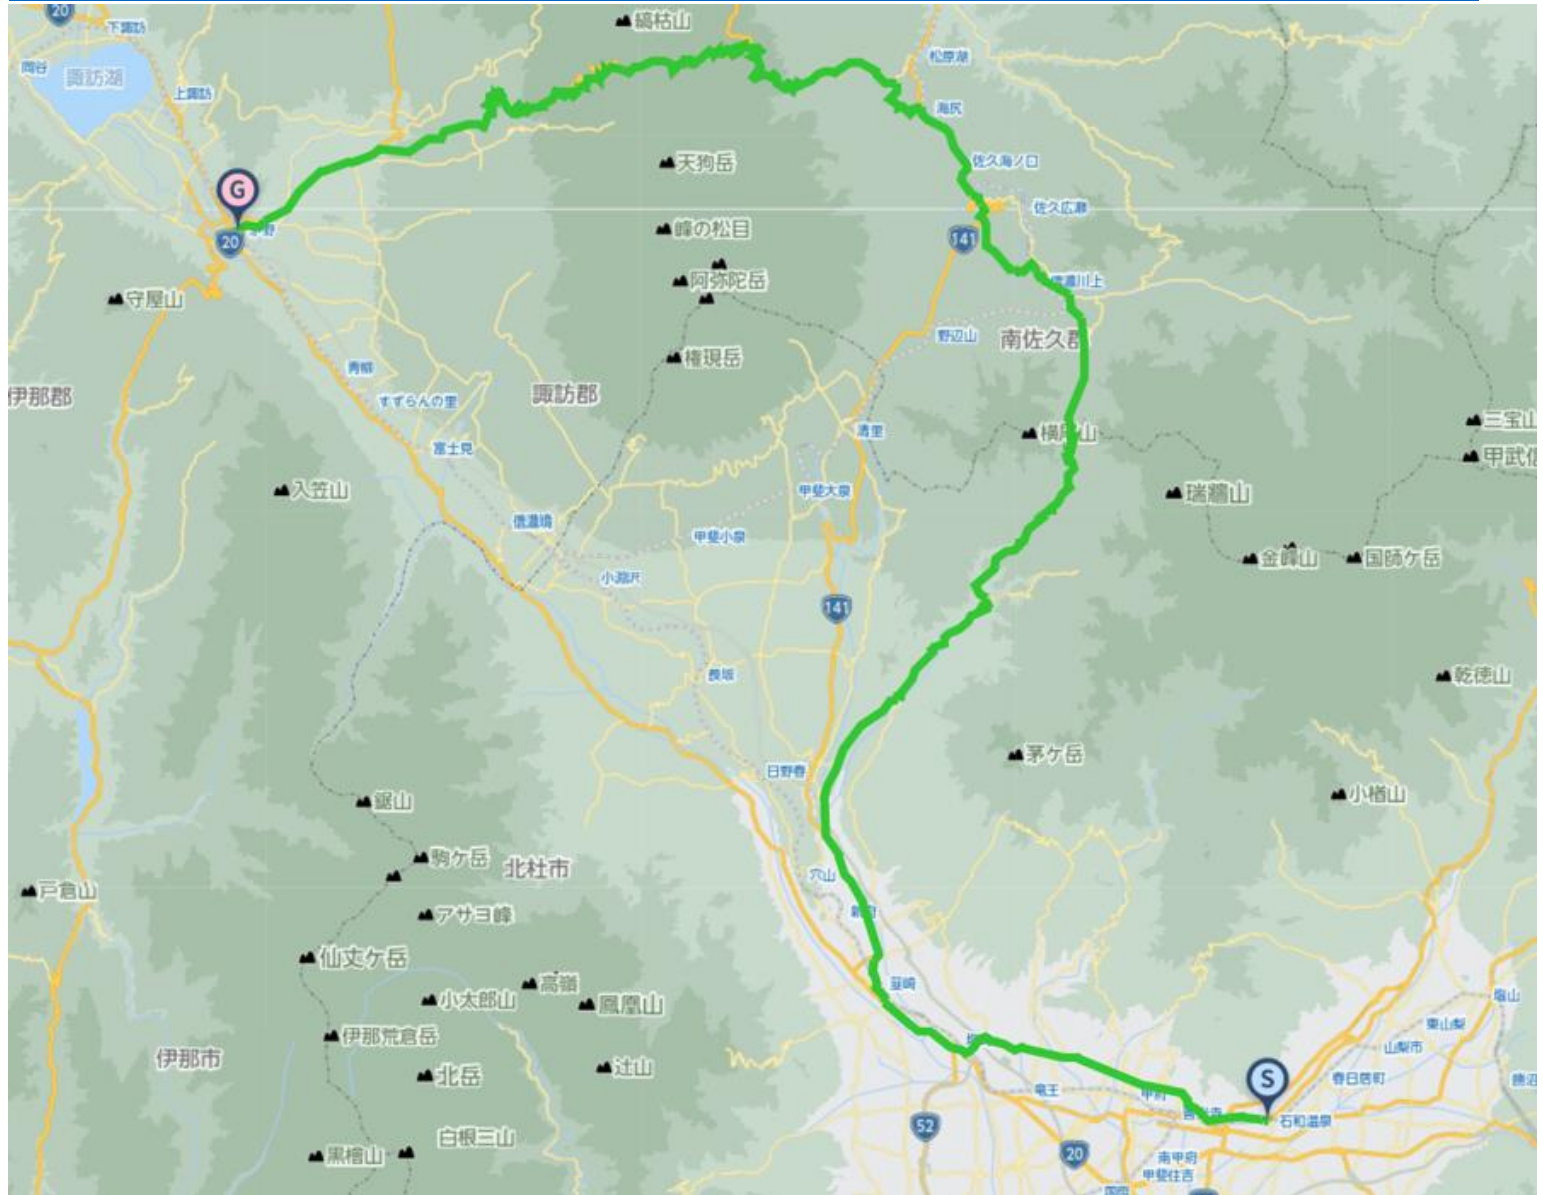 20
下諏訪
岡谷
諏訪湖
上諏訪
縞枯山
松原湖
海尻
天狗岳
佐久海ノ口
G
20
佐久広瀬
峰の松目
141
阿弥陀岳
信濃川上
守屋山
野辺山
南佐久郡
権現岳
青柳
すずらんの里
諏訪郡
伊那郡
富士見
清里
三宝山
入笠山
甲斐大泉
瑞牆山
信濃境
甲斐小泉
金峰山
国師ケ岳
小淵沢
141
長坂
乾徳山
茅ケ岳
日野春
小楢山
鋸山
駒ケ岳
北杜市
穴山
戸倉山
アサヨ峰
仙丈ケ岳
高嶺
韮崎
小太郎山
鳳凰山
塩山
東山梨
伊那荒倉岳
山梨市
伊那市
北岳
辻山
S
春日居町
竜王
石和温泉
52
20
白根三山
黒檜山
南甲府
甲斐住吉